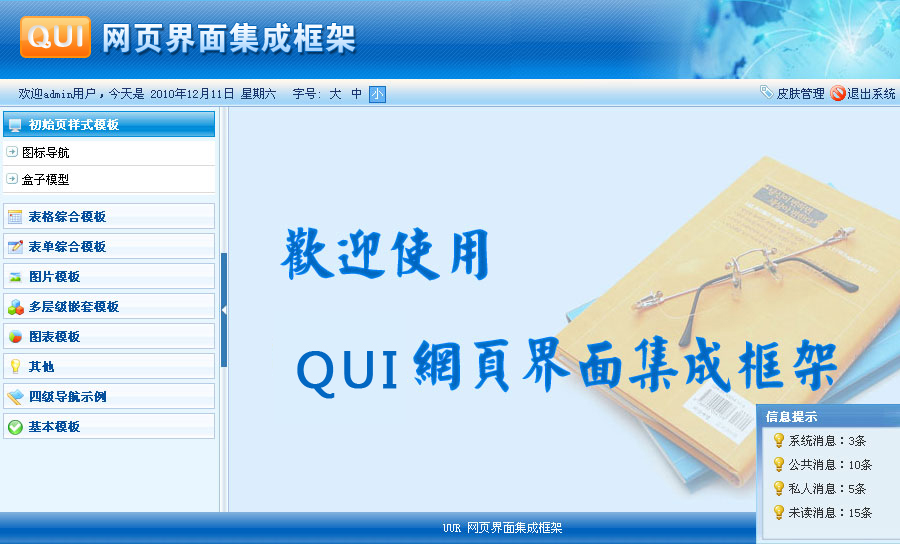 QUI 网页界面集成框架
欢迎admin用户，今天是 2010年12月11日 星期六 字号: 大 中 小 皮肤管理 退出系统
初始页样式模板
图标导航
盒子模型
表格综合模板
表单综合模板
图片模板
多层级嵌套模板
图表模板
其他
四级导航示例
基本模板
歡迎使用
QUI 網頁界面集成框架
信息提示
系统消息：3条
公共消息：10条
私人消息：5条
未读消息：15条
UUR 网页界面集成框架